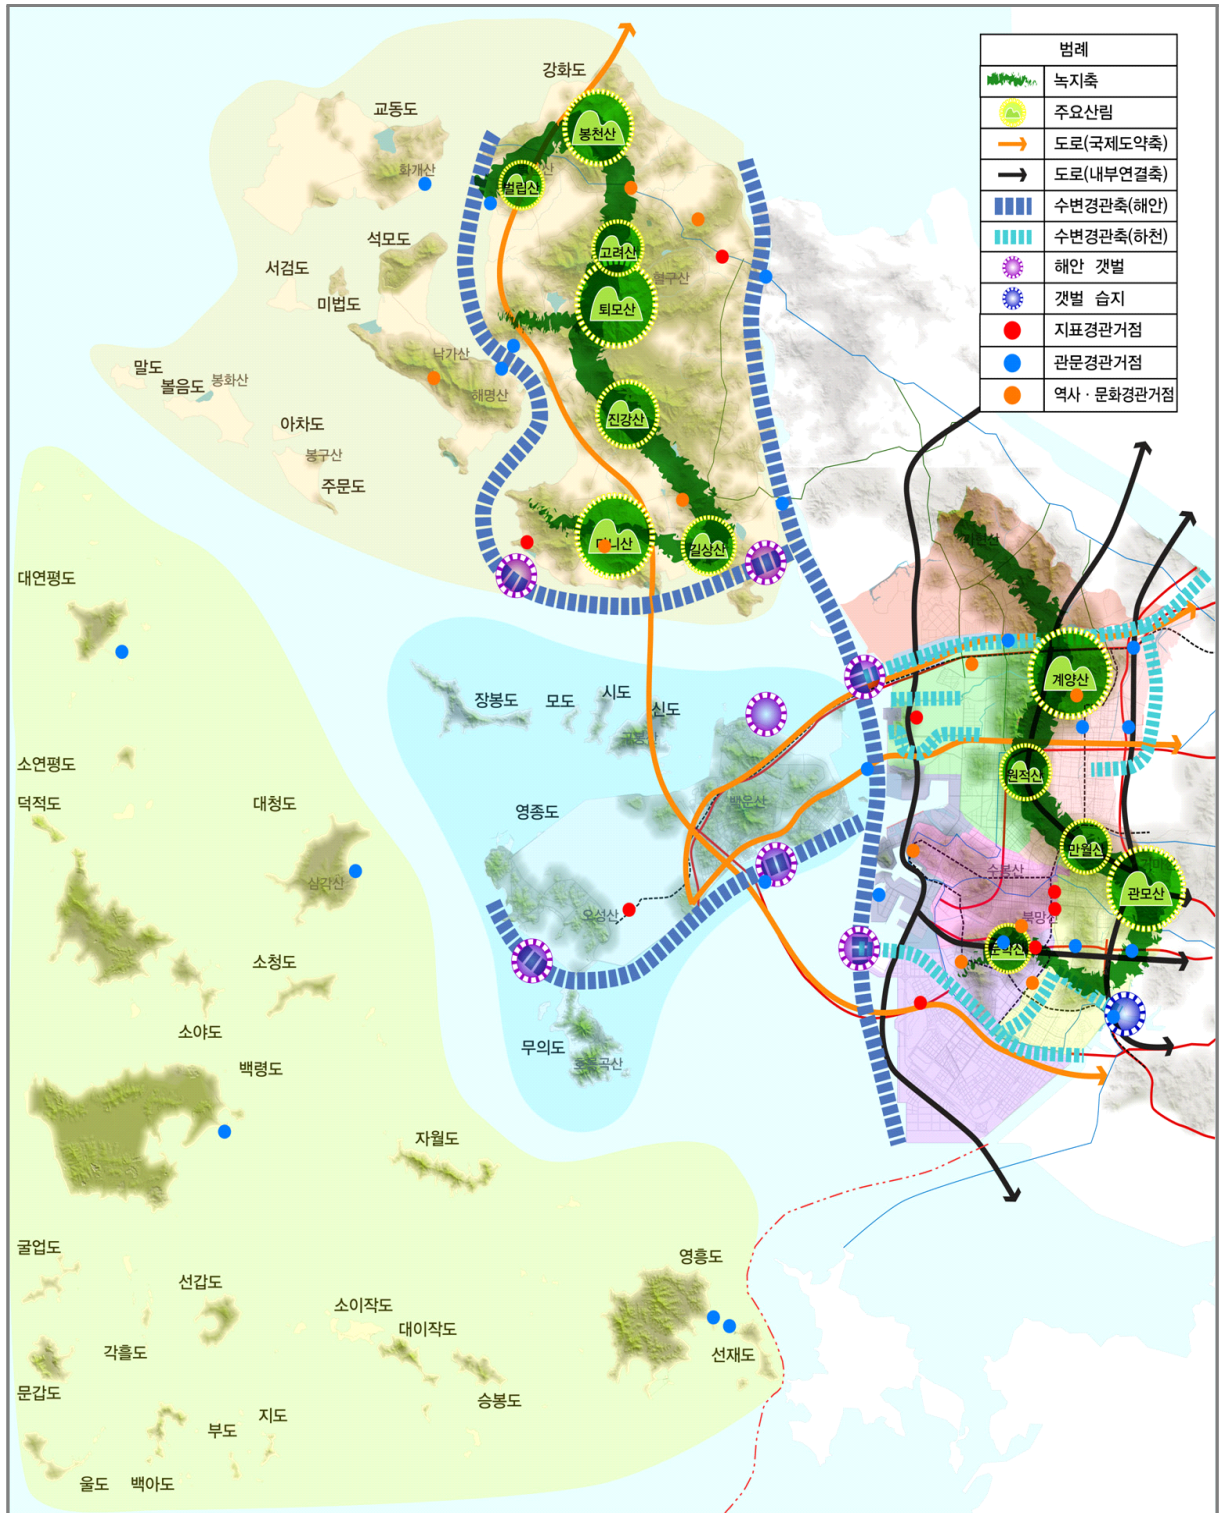 범례
녹지축
주요산림
도로(국제도약축)
도로(내부연결축)
수변경관축(해안)
수변경관축(하천)
해안 갯벌
갯벌 습지
지표경관거점
관문경관거점
역사·문화경관거점
강화도
교동도
봉천산
화개산
별립산
석모도
고려산
서검도
혈구산
미법도
퇴모산
낙가산
말도
봉화산
볼음도
해명산
진강산
아차도
봉구산
주문도
마니산
길상산
대연평도
계양산
장봉도
모도
시도
신도
소연평도
원적산
덕적도
대청도
영종도
백운산
만월산
수봉산
삼각산
관모산
오성산
문학산
소청도
소야도
무의도
백령도
자월도
굴업도
영흥도
선갑도
소이작도
대이작도
각흘도
선재도
문갑도
승봉도
지도
부도
울도
백아도